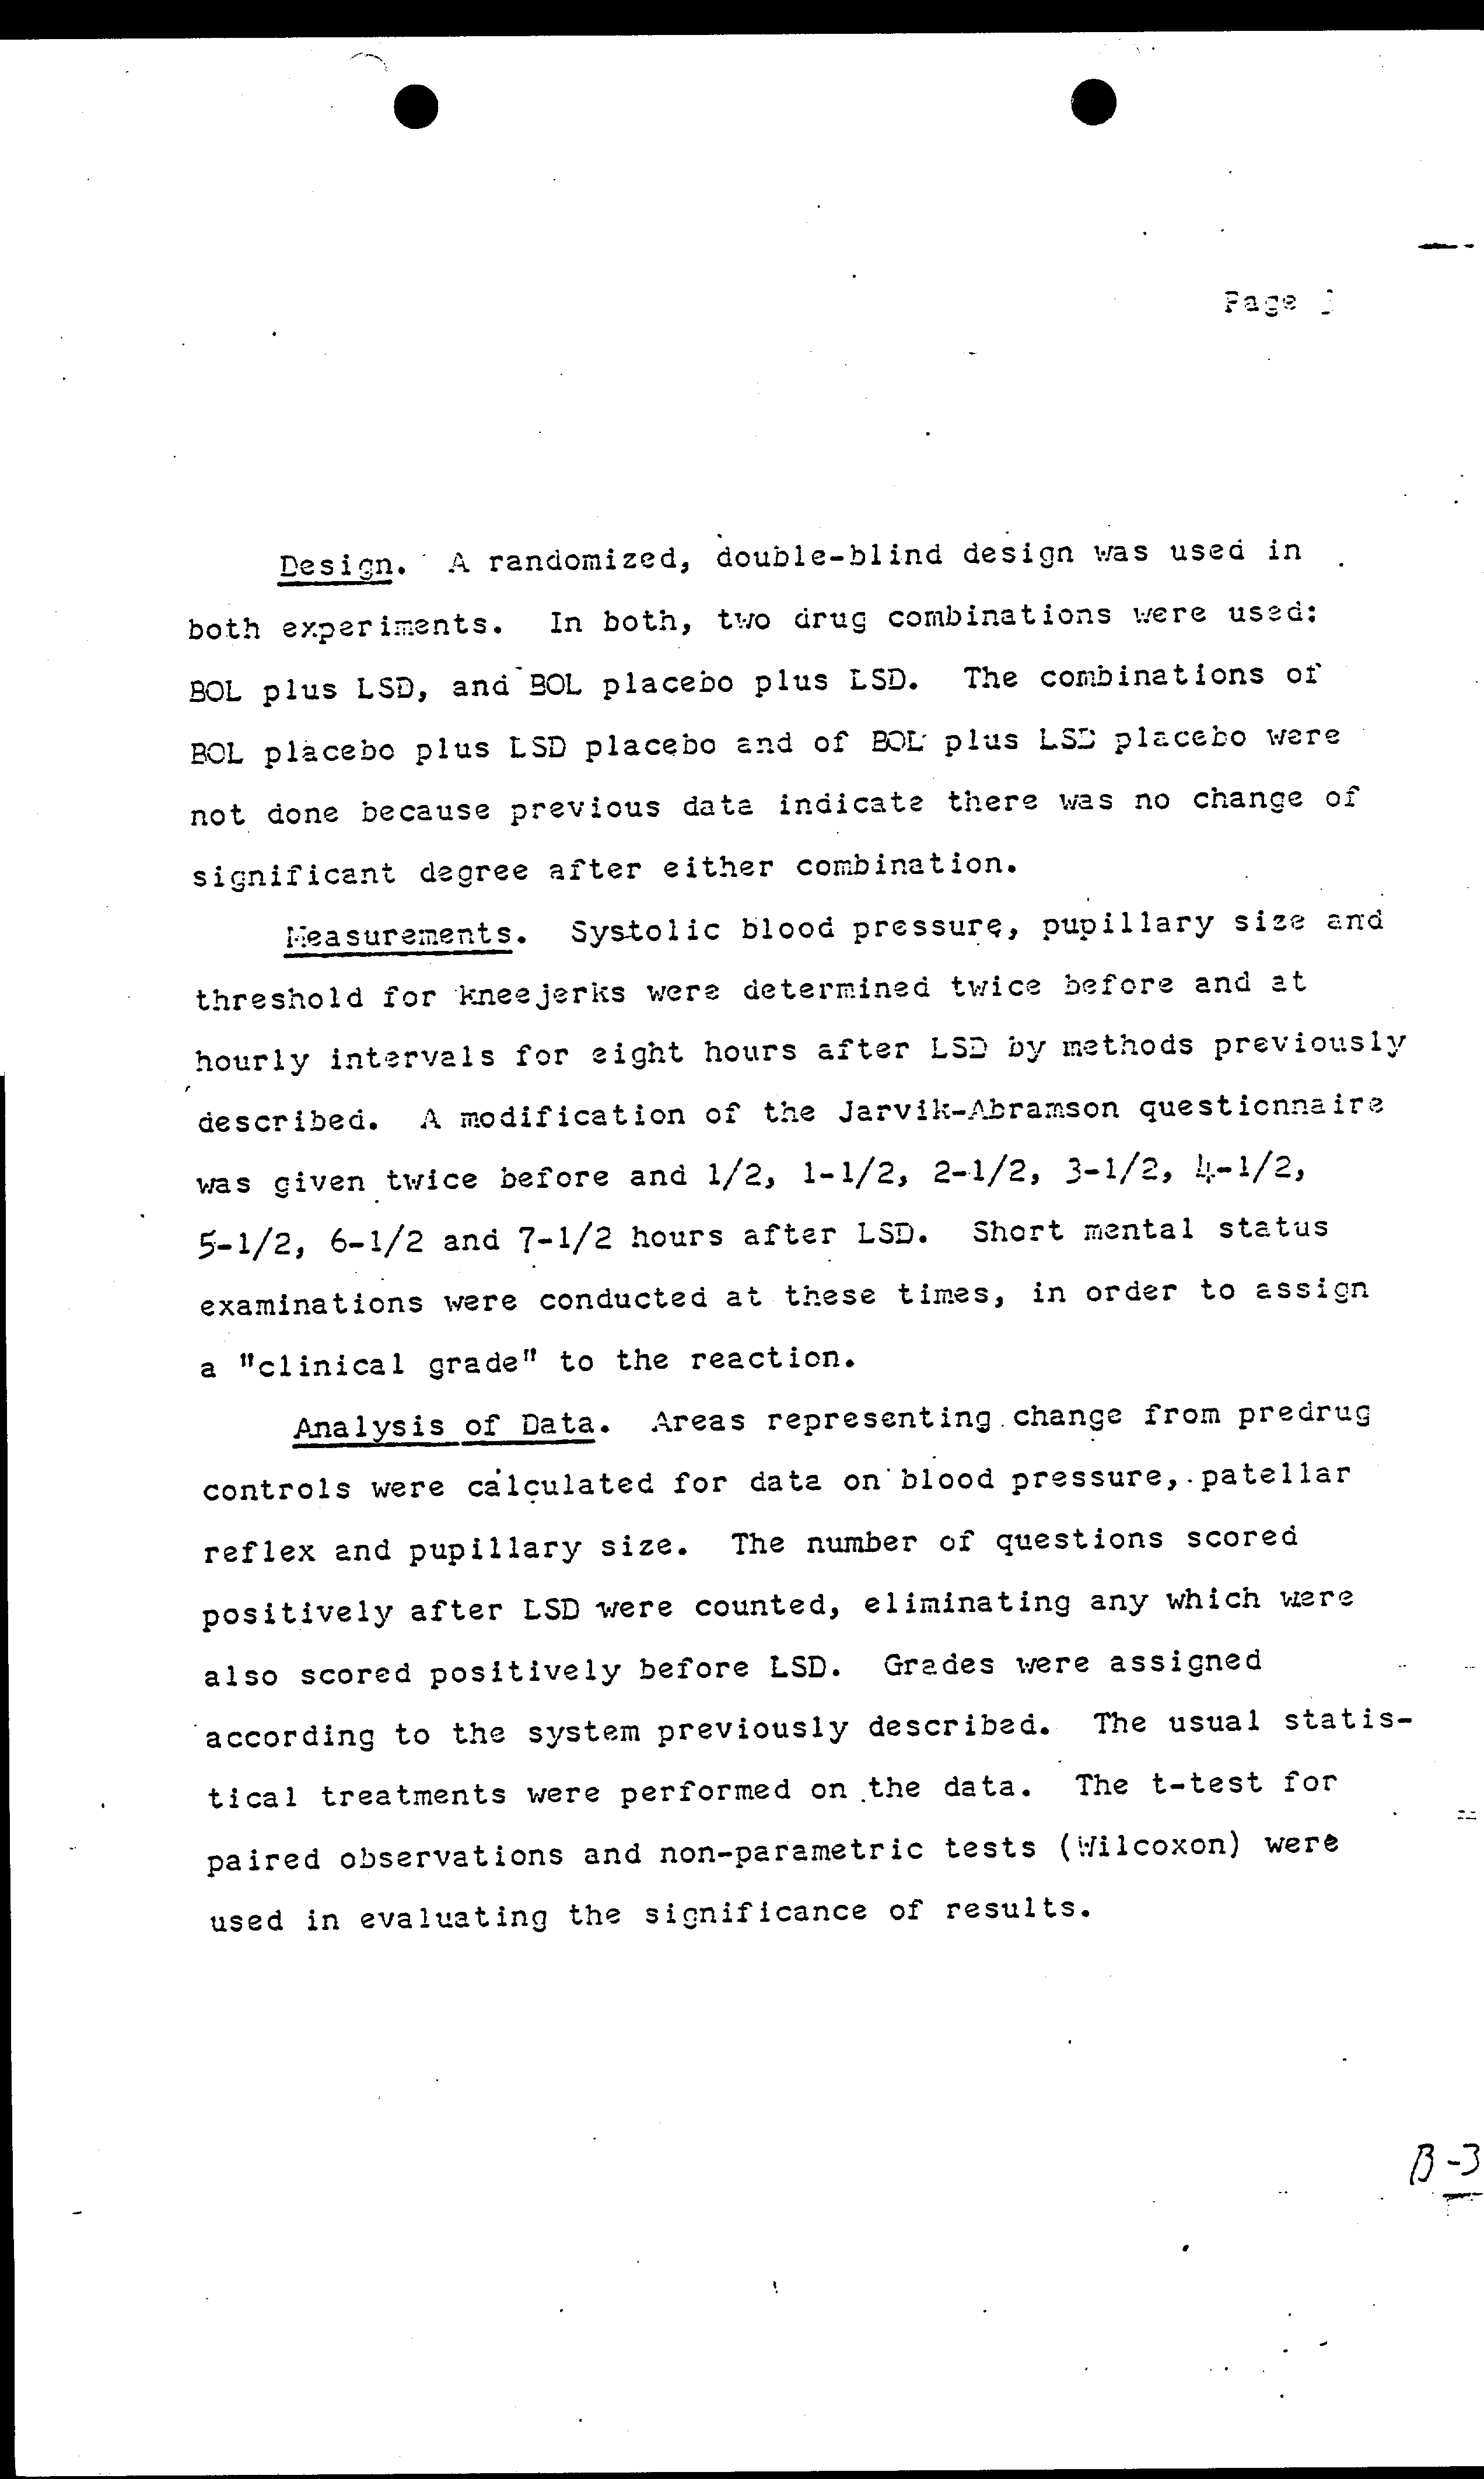 Page
Design. A randomized, double-blind design was used in
both experiments. In both, two drug combinations were used:
BOL plus LSD, and BOL placebo plus LSD. The combinations of
BOL placebo plus LSD placebo and of BOL plus LSD placebo were
not done because previous data indicate there was no change of
significant degree after either combination.
Measurements. Systolic blood pressure, pupillary size and
threshold for kneejerks were determined twice before and at
hourly intervals for eight hours after LSD by methods previously
described. A modification of the Jarvik-Abramson questionnaire
was given twice before and 1/2, 1-1/2, 2-1/2, 3-1/2, 4-1/2,
5-1/2, 6-1/2 and 7-1/2 hours after LSD. Short mental status
examinations were conducted at these times, in order to assign
a "clinical grade" to the reaction.
Analysis of Data. Areas representing change from predrug
controls were calculated for data on blood pressure, patellar
reflex and pupillary size. The number of questions scored
positively after LSD were counted, eliminating any which were
also scored positively before LSD. Grades were assigned
according to the system previously described. The usual statis-
tical treatments were performed on the data. The t-test for
paired observations and non-parametric tests (Wilcoxon) were
used in evaluating the significance of results.
B-3